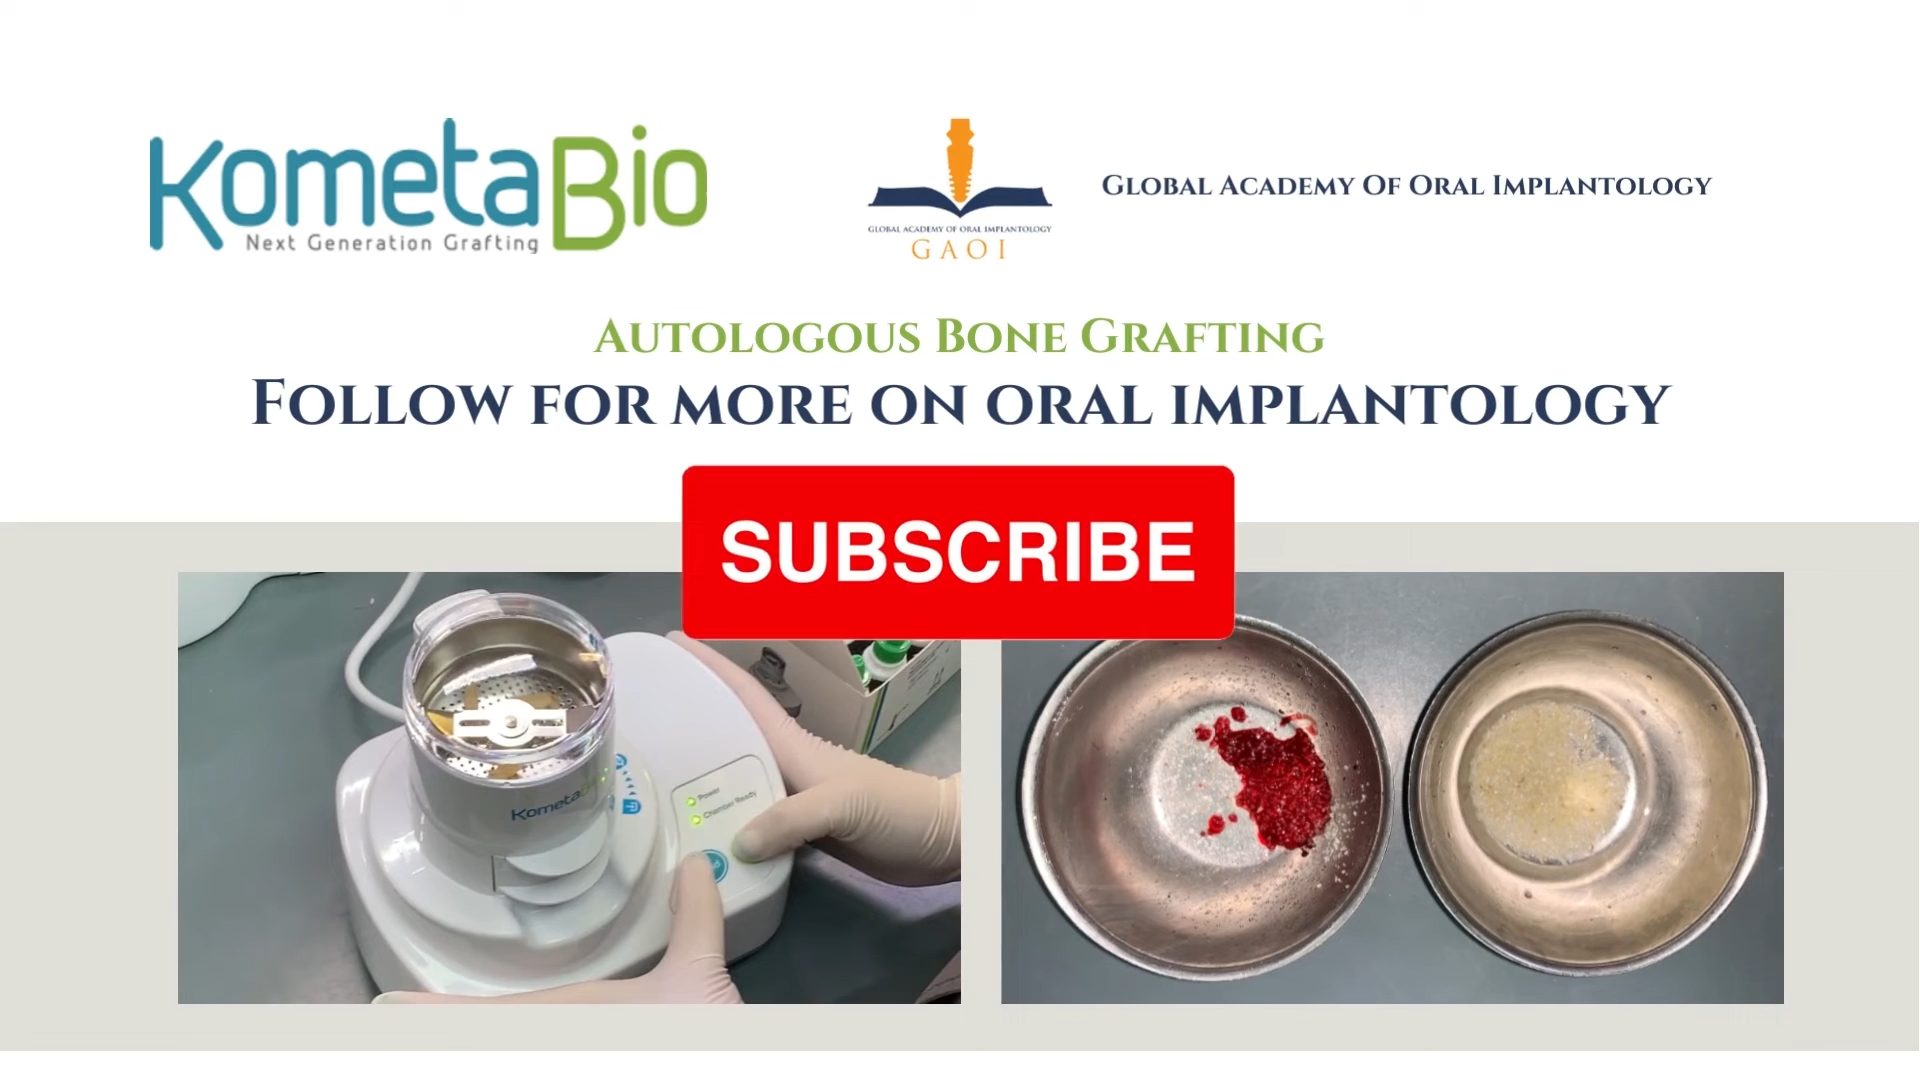 KometaBio
Next Generation Grafting
GLOBAL ACADEMY OF ORAL IMPLANTOLOGY
GAOI
GLOBAL ACADEMY OF ORAL IMPLANTOLOGY
AUTOLOGOUS BONE GRAFTING
FOLLOW FOR MORE ON ORAL IMPLANTOLOGY
SUBSCRIBE
KometaBio
Power
Chamber Ready